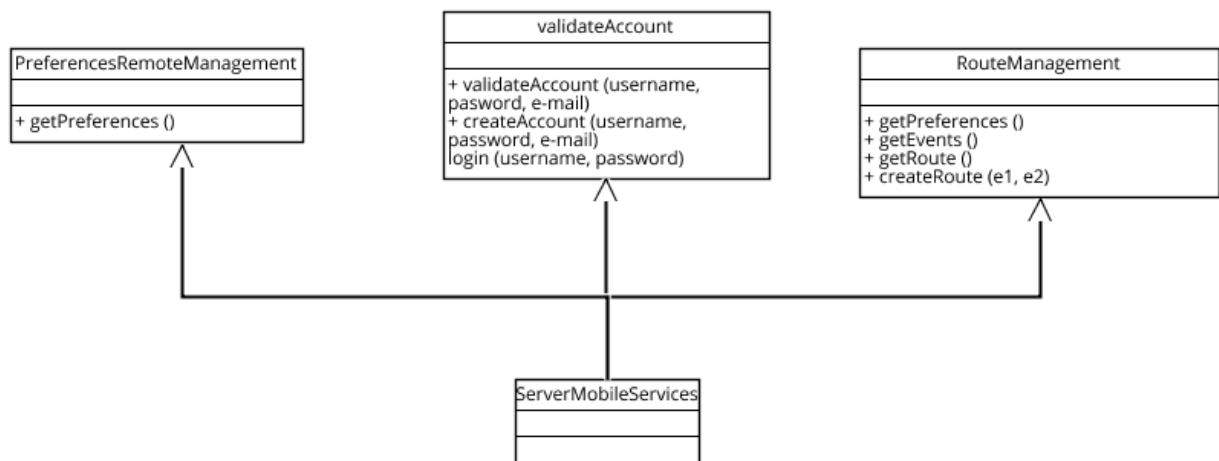 validateAccount
PreferencesRemoteManagement
RouteManagement
+ validateAccount (username,
pasword, e-mail)
+ createAccount (username,
password, e-mail)
login (username, password)
+ getPreferences ()
+ getPreferences ()
+ getEvents ()
+ getRoute ()
+ createRoute (e1, e2)
ServerMobileServices